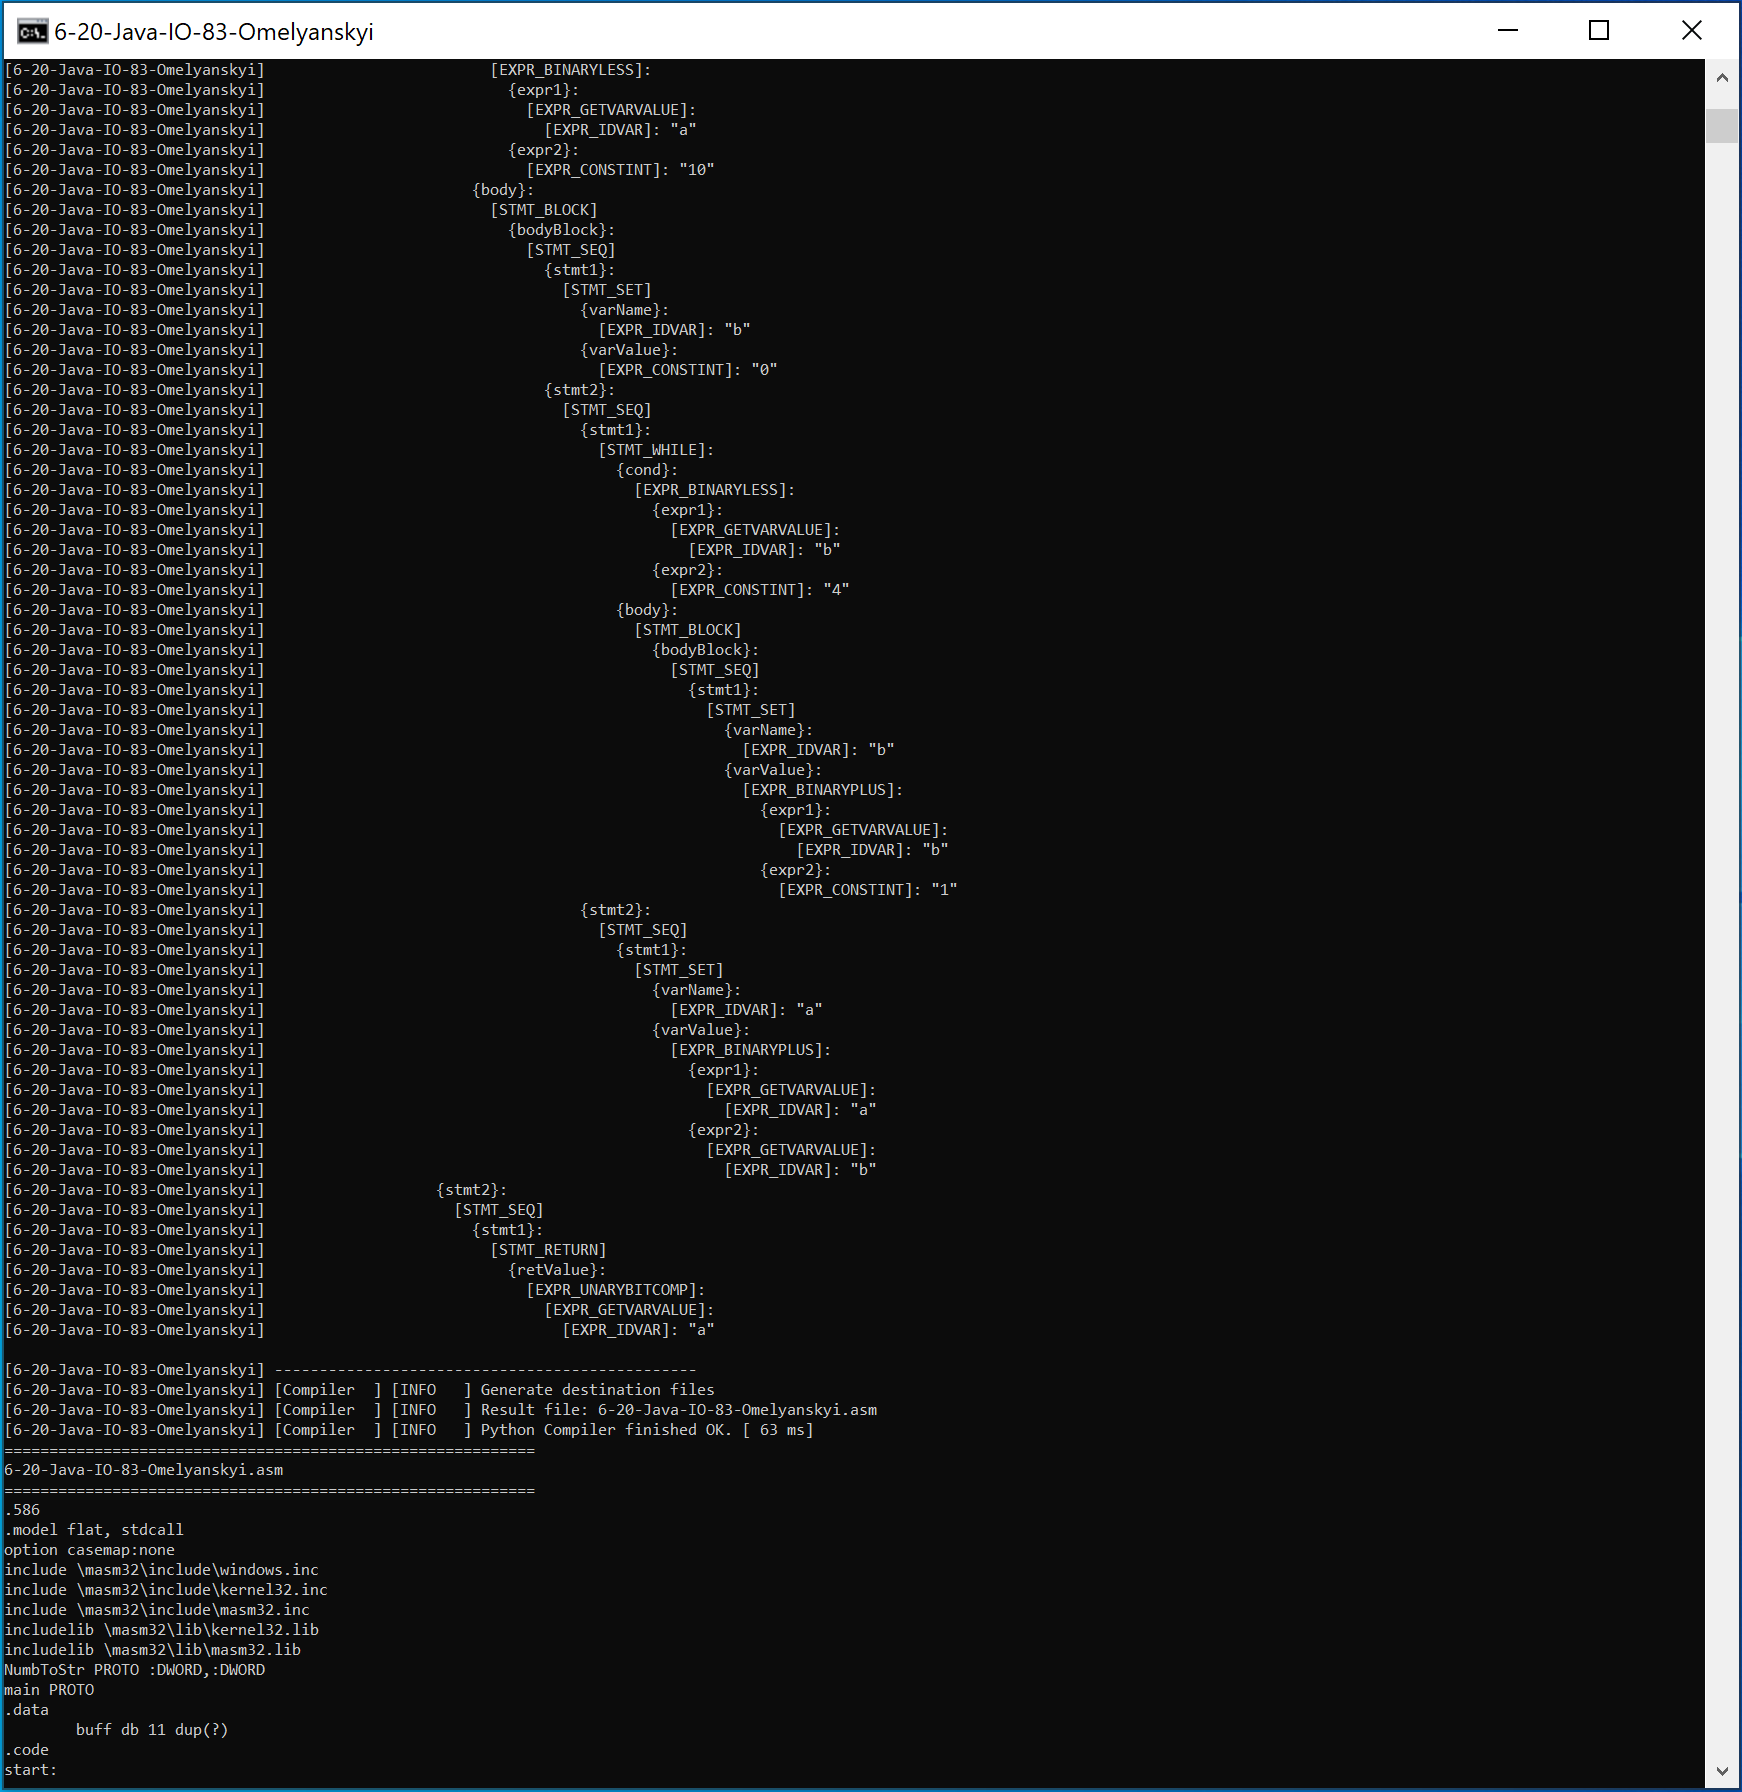 6-20-Java-IO-83-Omelyanskyi
[6-20-Java-IO-83-Omelyanskyi]                         [EXPR_BINARYLESS]:
[6-20-Java-IO-83-Omelyanskyi]                           {expr1}:
[6-20-Java-IO-83-Omelyanskyi]                             [EXPR_GETVARVALUE]:
[6-20-Java-IO-83-Omelyanskyi]                               [EXPR_IDVAR]: "a"
[6-20-Java-IO-83-Omelyanskyi]                           {expr2}:
[6-20-Java-IO-83-Omelyanskyi]                             [EXPR_CONSTINT]: "10"
[6-20-Java-IO-83-Omelyanskyi]                       {body}:
[6-20-Java-IO-83-Omelyanskyi]                         [STMT_BLOCK]
[6-20-Java-IO-83-Omelyanskyi]                           {bodyBlock}:
[6-20-Java-IO-83-Omelyanskyi]                             [STMT_SEQ]
[6-20-Java-IO-83-Omelyanskyi]                               {stmt1}:
[6-20-Java-IO-83-Omelyanskyi]                                 [STMT_SET]
[6-20-Java-IO-83-Omelyanskyi]                                   {varName}:
[6-20-Java-IO-83-Omelyanskyi]                                     [EXPR_IDVAR]: "b"
[6-20-Java-IO-83-Omelyanskyi]                                   {varValue}:
[6-20-Java-IO-83-Omelyanskyi]                                     [EXPR_CONSTINT]: "0"
[6-20-Java-IO-83-Omelyanskyi]                               {stmt2}:
[6-20-Java-IO-83-Omelyanskyi]                                 [STMT_SEQ]
[6-20-Java-IO-83-Omelyanskyi]                                   {stmt1}:
[6-20-Java-IO-83-Omelyanskyi]                                     [STMT_WHILE]:
[6-20-Java-IO-83-Omelyanskyi]                                       {cond}:
[6-20-Java-IO-83-Omelyanskyi]                                         [EXPR_BINARYLESS]:
[6-20-Java-IO-83-Omelyanskyi]                                           {expr1}:
[6-20-Java-IO-83-Omelyanskyi]                                             [EXPR_GETVARVALUE]:
[6-20-Java-IO-83-Omelyanskyi]                                               [EXPR_IDVAR]: "b"
[6-20-Java-IO-83-Omelyanskyi]                                           {expr2}:
[6-20-Java-IO-83-Omelyanskyi]                                             [EXPR_CONSTINT]: "4"
[6-20-Java-IO-83-Omelyanskyi]                                       {body}:
[6-20-Java-IO-83-Omelyanskyi]                                         [STMT_BLOCK]
[6-20-Java-IO-83-Omelyanskyi]                                           {bodyBlock}:
[6-20-Java-IO-83-Omelyanskyi]                                             [STMT_SEQ]
[6-20-Java-IO-83-Omelyanskyi]                                               {stmt1}:
[6-20-Java-IO-83-Omelyanskyi]                                                 [STMT_SET]
[6-20-Java-IO-83-Omelyanskyi]                                                   {varName}:
[6-20-Java-IO-83-Omelyanskyi]                                                     [EXPR_IDVAR]: "b"
[6-20-Java-IO-83-Omelyanskyi]                                                   {varValue}:
[6-20-Java-IO-83-Omelyanskyi]                                                     [EXPR_BINARYPLUS]:
[6-20-Java-IO-83-Omelyanskyi]                                                       {expr1}:
[6-20-Java-IO-83-Omelyanskyi]                                                         [EXPR_GETVARVALUE]:
[6-20-Java-IO-83-Omelyanskyi]                                                           [EXPR_IDVAR]: "b"
[6-20-Java-IO-83-Omelyanskyi]                                                       {expr2}:
[6-20-Java-IO-83-Omelyanskyi]                                                         [EXPR_CONSTINT]: "1"
[6-20-Java-IO-83-Omelyanskyi]                                   {stmt2}:
[6-20-Java-IO-83-Omelyanskyi]                                     [STMT_SEQ]
[6-20-Java-IO-83-Omelyanskyi]                                       {stmt1}:
[6-20-Java-IO-83-Omelyanskyi]                                         [STMT_SET]
[6-20-Java-IO-83-Omelyanskyi]                                           {varName}:
[6-20-Java-IO-83-Omelyanskyi]                                             [EXPR_IDVAR]: "a"
[6-20-Java-IO-83-Omelyanskyi]                                           {varValue}:
[6-20-Java-IO-83-Omelyanskyi]                                             [EXPR_BINARYPLUS]:
[6-20-Java-IO-83-Omelyanskyi]                                               {expr1}:
[6-20-Java-IO-83-Omelyanskyi]                                                 [EXPR_GETVARVALUE]:
[6-20-Java-IO-83-Omelyanskyi]                                                   [EXPR_IDVAR]: "a"
[6-20-Java-IO-83-Omelyanskyi]                                               {expr2}:
[6-20-Java-IO-83-Omelyanskyi]                                                 [EXPR_GETVARVALUE]:
[6-20-Java-IO-83-Omelyanskyi]                                                   [EXPR_IDVAR]: "b"
[6-20-Java-IO-83-Omelyanskyi]                   {stmt2}:
[6-20-Java-IO-83-Omelyanskyi]                     [STMT_SEQ]
[6-20-Java-IO-83-Omelyanskyi]                       {stmt1}:
[6-20-Java-IO-83-Omelyanskyi]                         [STMT_RETURN]
[6-20-Java-IO-83-Omelyanskyi]                           {retValue}:
[6-20-Java-IO-83-Omelyanskyi]                             [EXPR_UNARYBITCOMP]:
[6-20-Java-IO-83-Omelyanskyi]                               [EXPR_GETVARVALUE]:
[6-20-Java-IO-83-Omelyanskyi]                                 [EXPR_IDVAR]: "a"
[6-20-Java-IO-83-Omelyanskyi] -----------------------------------------------
[6-20-Java-IO-83-Omelyanskyi] [Compiler  ] [INFO   ] Generate destination files
[6-20-Java-IO-83-Omelyanskyi] [Compiler  ] [INFO   ] Result file: 6-20-Java-IO-83-Omelyanskyi.asm
[6-20-Java-IO-83-Omelyanskyi] [Compiler  ] [INFO   ] Python Compiler finished OK. [ 63 ms]
===========================================================
6-20-Java-IO-83-Omelyanskyi.asm
===========================================================
.586
.model flat, stdcall
option casemap:none
include \masm32\include\windows.inc
include \masm32\include\kernel32.inc
include \masm32\include\masm32.inc
includelib \masm32\lib\kernel32.lib
includelib \masm32\lib\masm32.lib
NumbToStr PROTO :DWORD,:DWORD
main PROTO
.data
        buff db 11 dup(?)
.code
start: